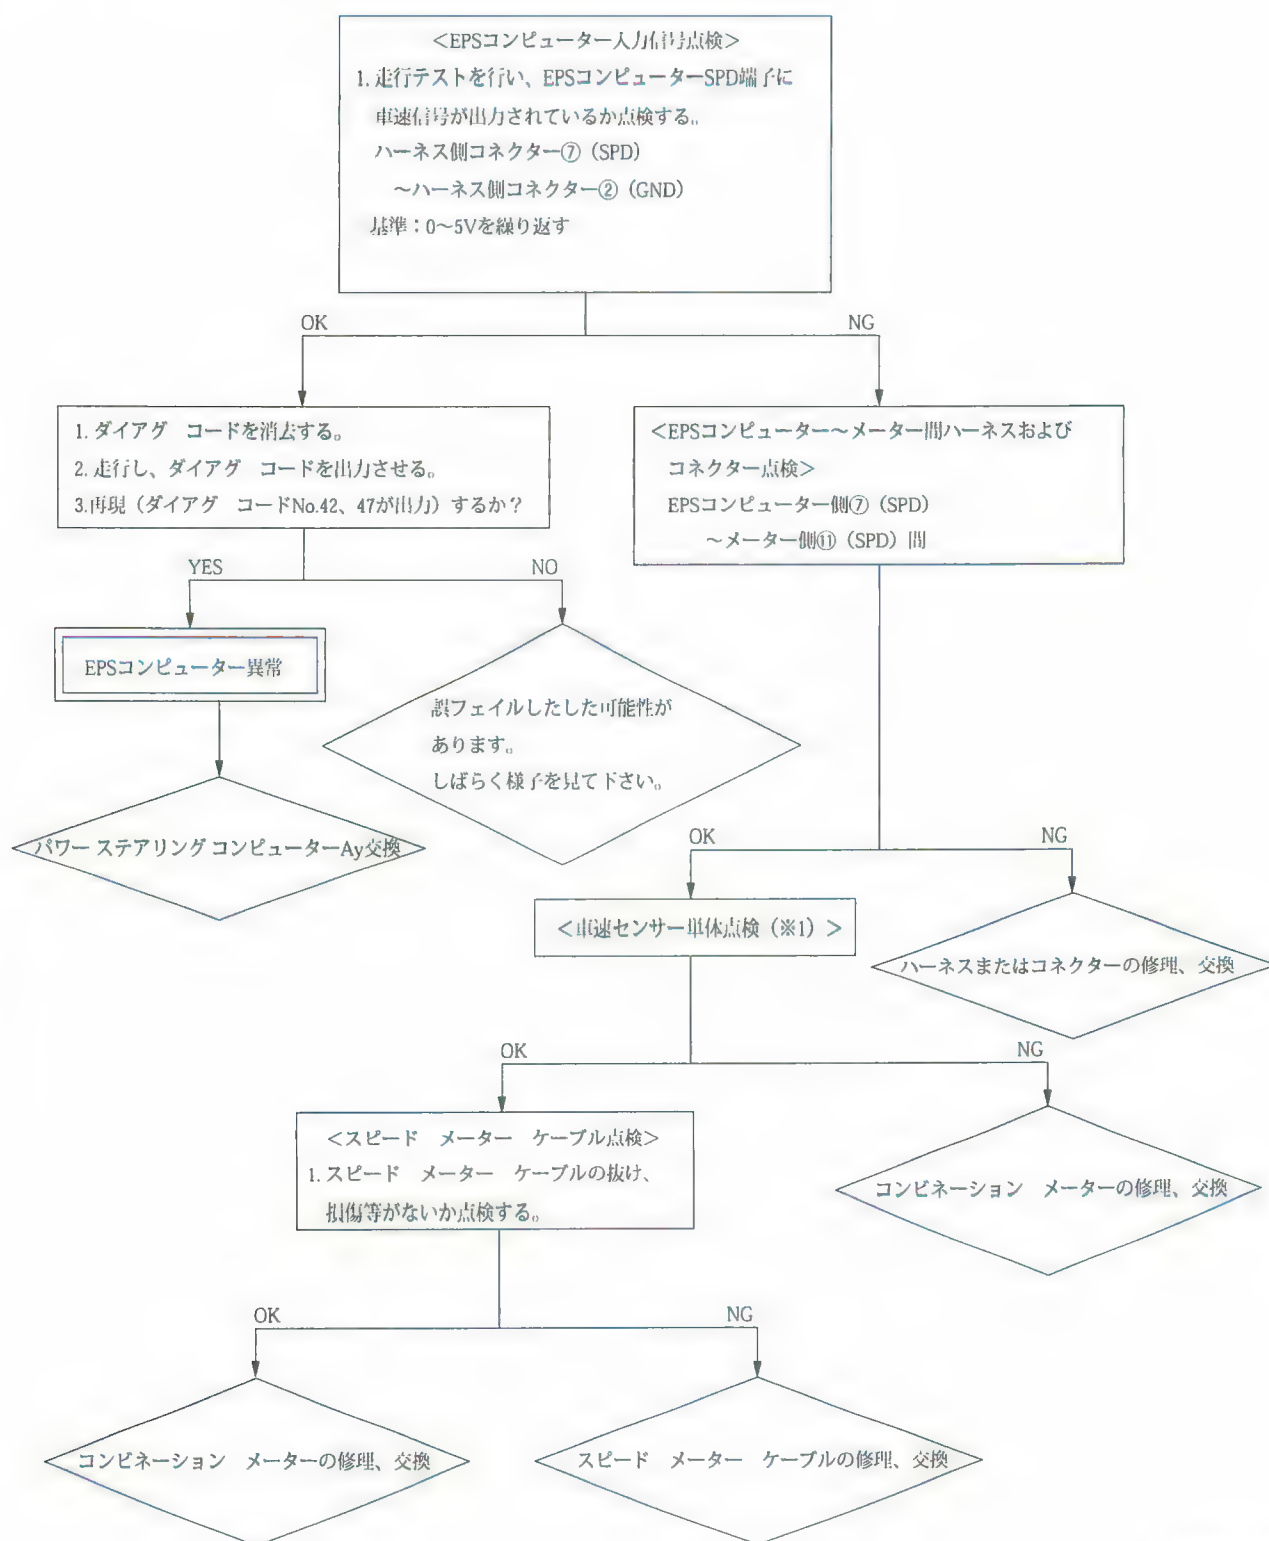 <EPSコンピューター入力信号点検>
1. 走行テストを行い、EPSコンピューターSPD端子に
車速信号が出力されているか点検する。
ハーネス側コネクター⑦（SPD）
～ハーネス側コネクター②（GND）
基準：0～5Vを繰り返す
OK
NG
1. ダイアグ　コードを消去する。
2. 走行し、ダイアグ　コードを出力させる。
3.再現（ダイアグ　コードNo.42、47が出力）するか？
<EPSコンピューター～メーター間ハーネスおよび
コネクター点検>
EPSコンピューター側⑦（SPD）
～メーター側⑪（SPD）間
YES
NO
EPSコンピューター異常
誤フェイルしたした可能性が
あります。
しばらく様子を見て下さい。
パワー ステアリング コンピューターAy交換
OK
NG
<車速センサー単体点検（※1）>
ハーネスまたはコネクターの修理、交換
OK
NG
<スピード　メーター　ケーブル点検>
1. スピード　メーター　ケーブルの抜け、
損傷等がないか点検する。
コンビネーション　メーターの修理、交換
OK
NG
コンビネーション　メーターの修理、交換
スピード　メーター　ケーブルの修理、交換